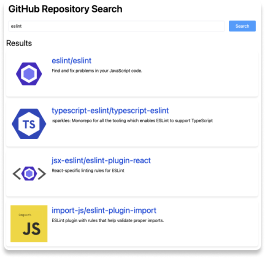 GitHub Repository Search
eslint
Search
Results
eslint/eslint
Find and fix problems in your JavaScript code.
TS
typescript-eslint/typescript-eslint
:sparkles: Monorepo for all the tooling which enables ESLint to support TypeScript
jsx-eslint/eslint-plugin-react
React-specific linting rules for ESLint
import
JS
import-js/eslint-plugin-import
ESLint plugin with rules that help validate proper imports.